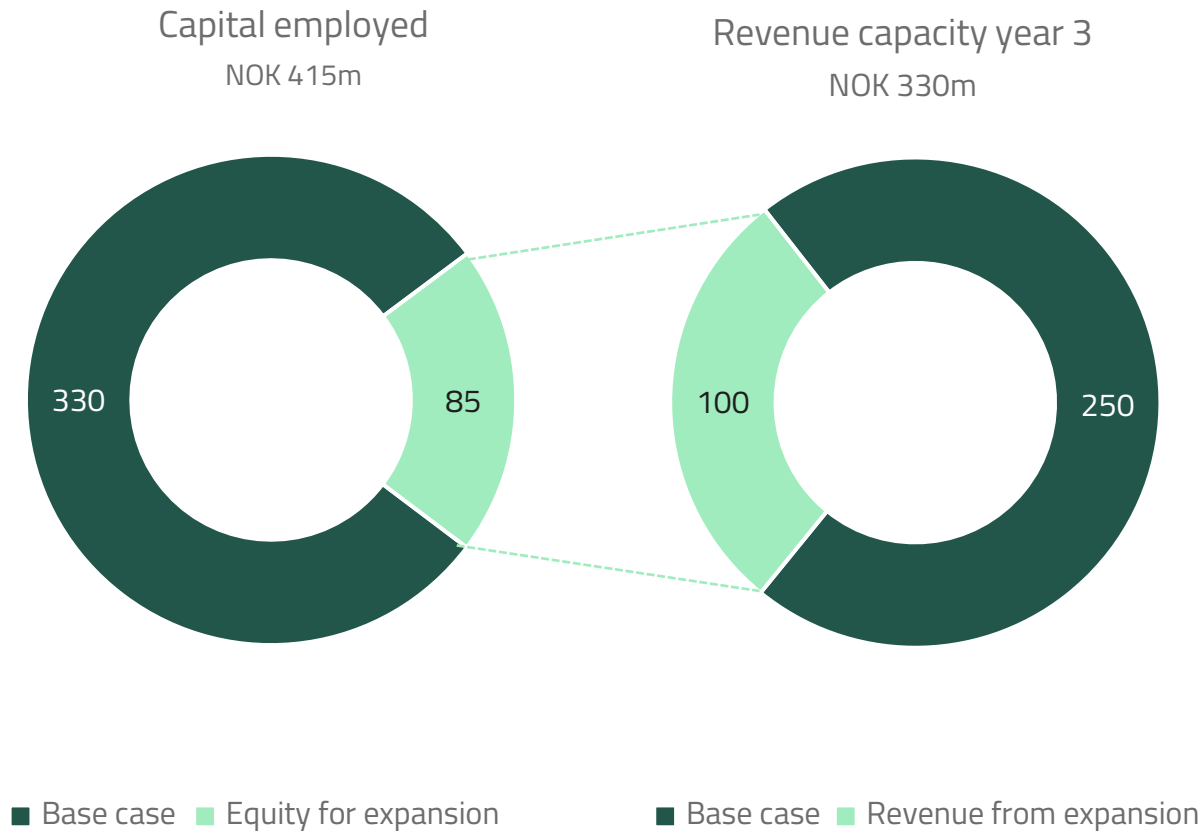 Capital employed
NOK 415m
330
85
Base case
Equity for expansion
Revenue capacity year 3
NOK 330m
100
250
Base case
Revenue from expansion